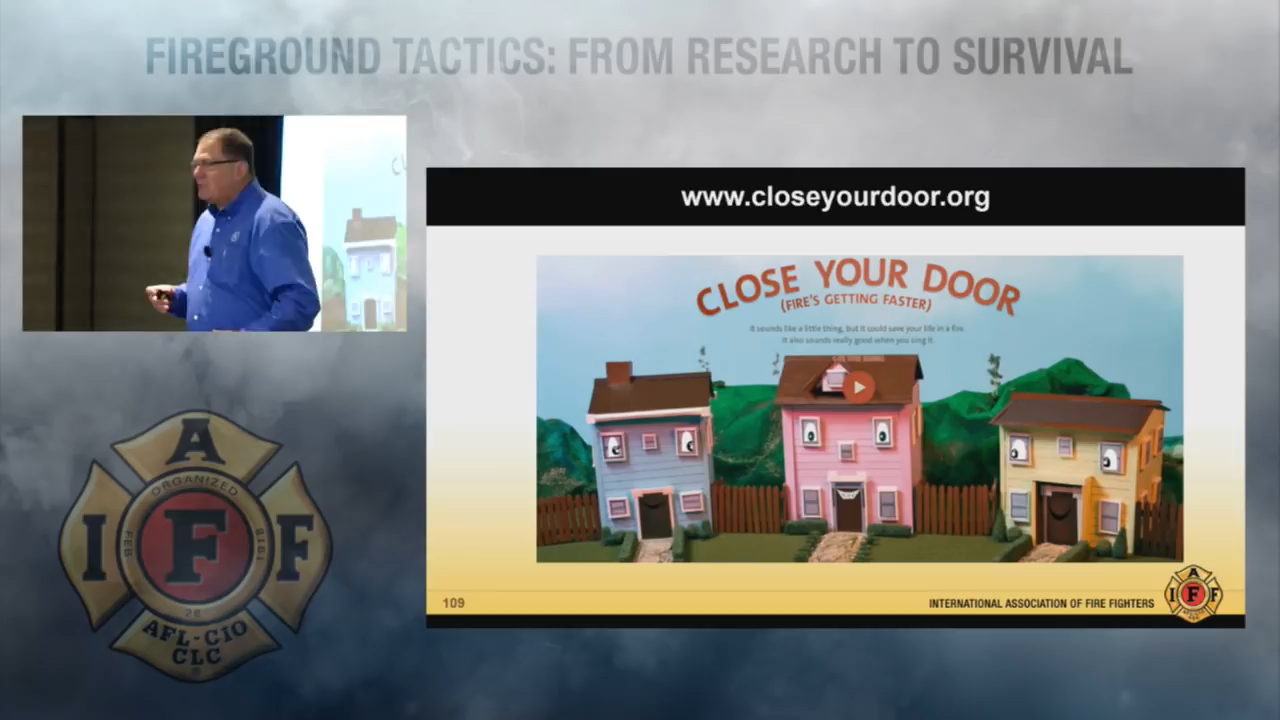 FIREGROUND TACTICS: FROM RESEARCH TO SURVIVAL
www.closeyourdoor.org
CLOSE YOUR DOOR
(FIRE'S GETTING FASTER)
It sounds like a little thing, but it could save your life in a fire.
It also sounds really good when you sing it
109
INTERNATIONAL ASSOCIATION OF FIRE FIGHTERS
A
I F F
A
ORGANIZED
I F F
FEB 1918
28
AFL-CIO
CLC